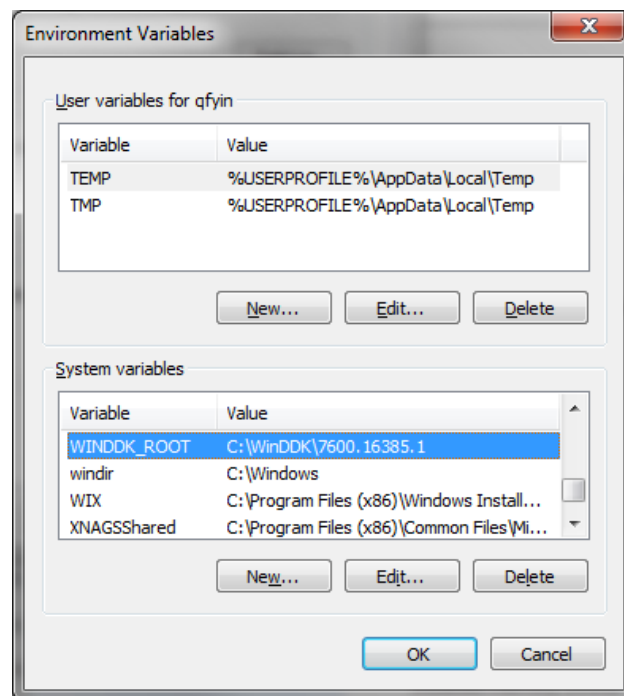 Environment Variables
User variables for qfyin
Variable Value
TEMP %USERPROFILE%\AppData\Local\Temp
TMP %USERPROFILE%\AppData\Local\Temp
New... Edit... Delete
System variables
Variable Value
WINDDK_ROOT C:\WinDDK\7600.16385.1
windir C:\Windows
WIX C:\Program Files (x86)\Windows Install...
XNAGSShared C:\Program Files (x86)\Common Files\Mi...
New... Edit... Delete
OK Cancel